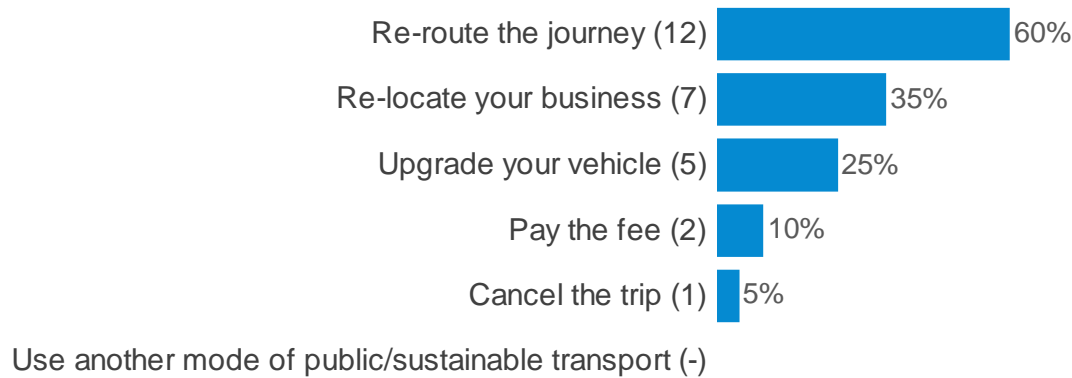 Re-route the journey (12) 60%
Re-locate your business (7) 35%
Upgrade your vehicle (5) 25%
Pay the fee (2) 10%
Cancel the trip (1) 5%
Use another mode of public/sustainable transport (-)